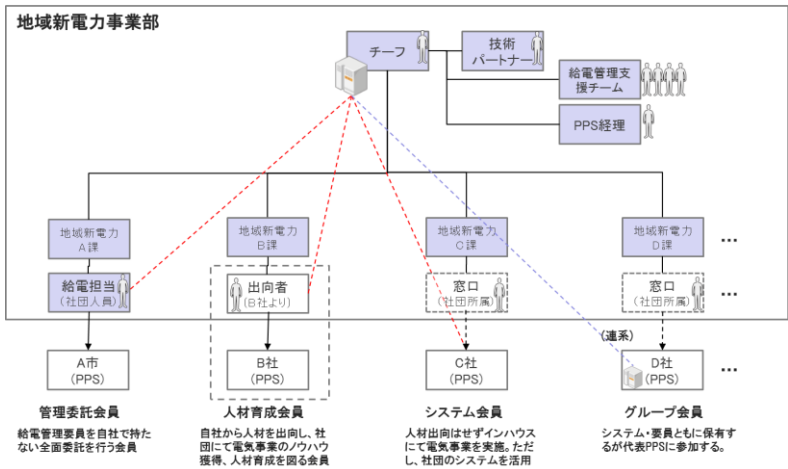 地域新電力事業部
チーフ
技術
パートナー
給電管理支
援チーム
PPS経理
地域新電力
A課
地域新電力
B課
地域新電力
C課
地域新電力
D課
…
給電担当
(社団人員)
出向者
(B社より)
窓口
(社団所属)
窓口
(社団所属)
…
(連系)
A市
(PPS)
B社
(PPS)
C社
(PPS)
D社
(PPS)
…
管理委託会員
給電管理要員を自社で持た
ない全面委託を行う会員
人材育成会員
自社から人材を出向し、社
団にて電気事業のノウハウ
獲得、人材育成を図る会員
システム会員
人材出向はせずインハウス
にて電気事業を実施。ただ
し、社団のシステムを活用
グループ会員
システム・要員ともに保有す
るが代表PPSに参加する。